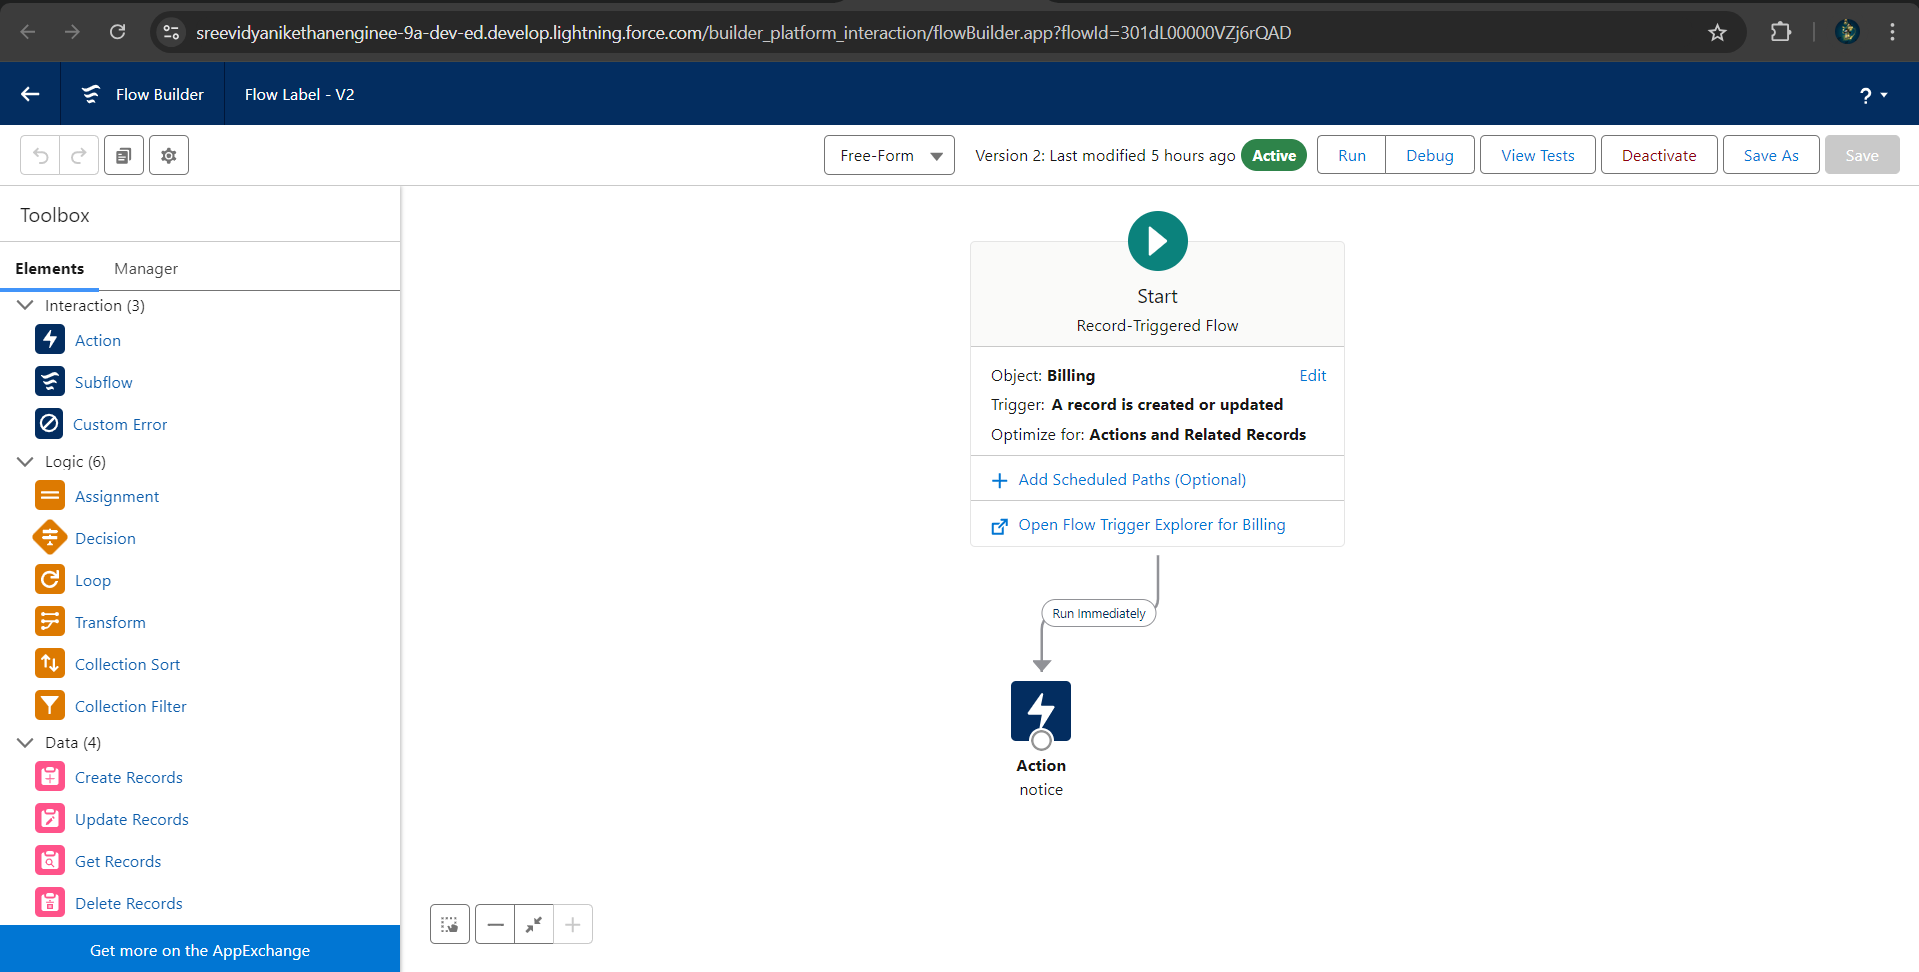 sreevidyanikethanenginee-9a-dev-ed.develop.lightning.force.com/builder_platform_interaction/flowBuilder.app?flowId=301dL00000VZj6rQAD
Flow Builder
Flow Label - V2
?
Free-Form
Version 2: Last modified 5 hours ago
Active
Run
Debug
View Tests
Deactivate
Save As
Save
Toolbox
Elements
Manager
Interaction (3)
Action
Subflow
Custom Error
Logic (6)
Assignment
Decision
Loop
Transform
Collection Sort
Collection Filter
Data (4)
Create Records
Update Records
Get Records
Delete Records
Get more on the AppExchange
Start
Record-Triggered Flow
Object: Billing
Edit
Trigger: A record is created or updated
Optimize for: Actions and Related Records
Add Scheduled Paths (Optional)
Open Flow Trigger Explorer for Billing
Run Immediately
Action
notice